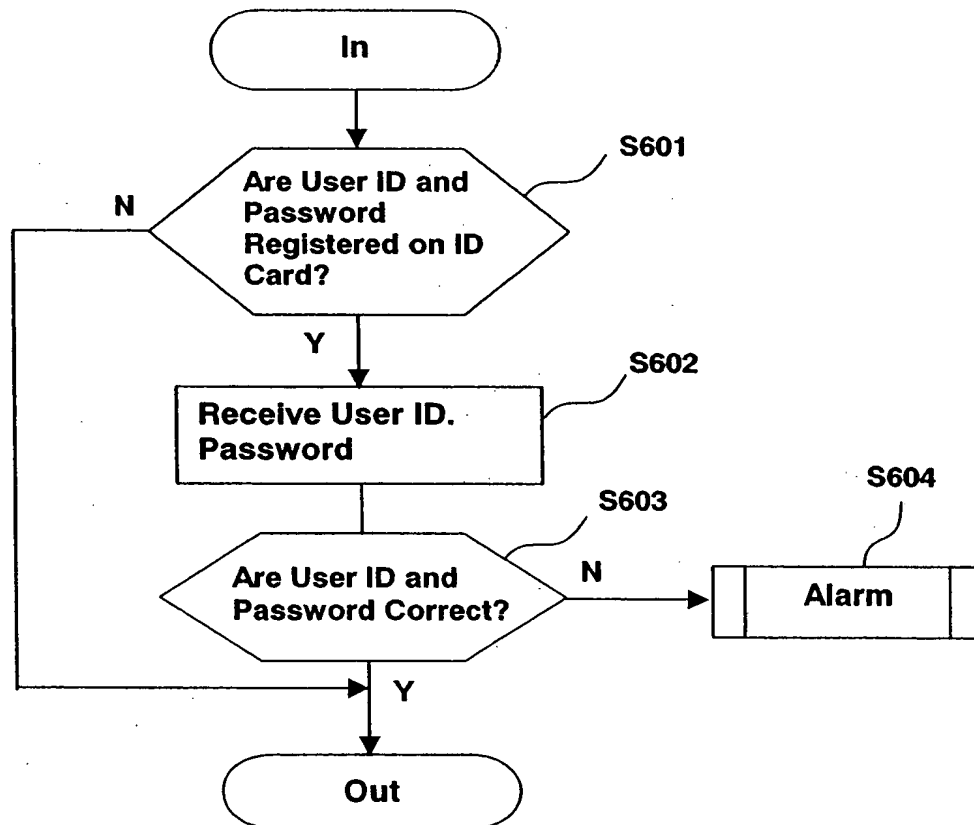 In
S601
Are User ID and
Password
Registered on ID
Card?
N
Y
S602
Receive User ID.
Password
S603
S604
Are User ID and
Password Correct?
N
Alarm
Y
Out